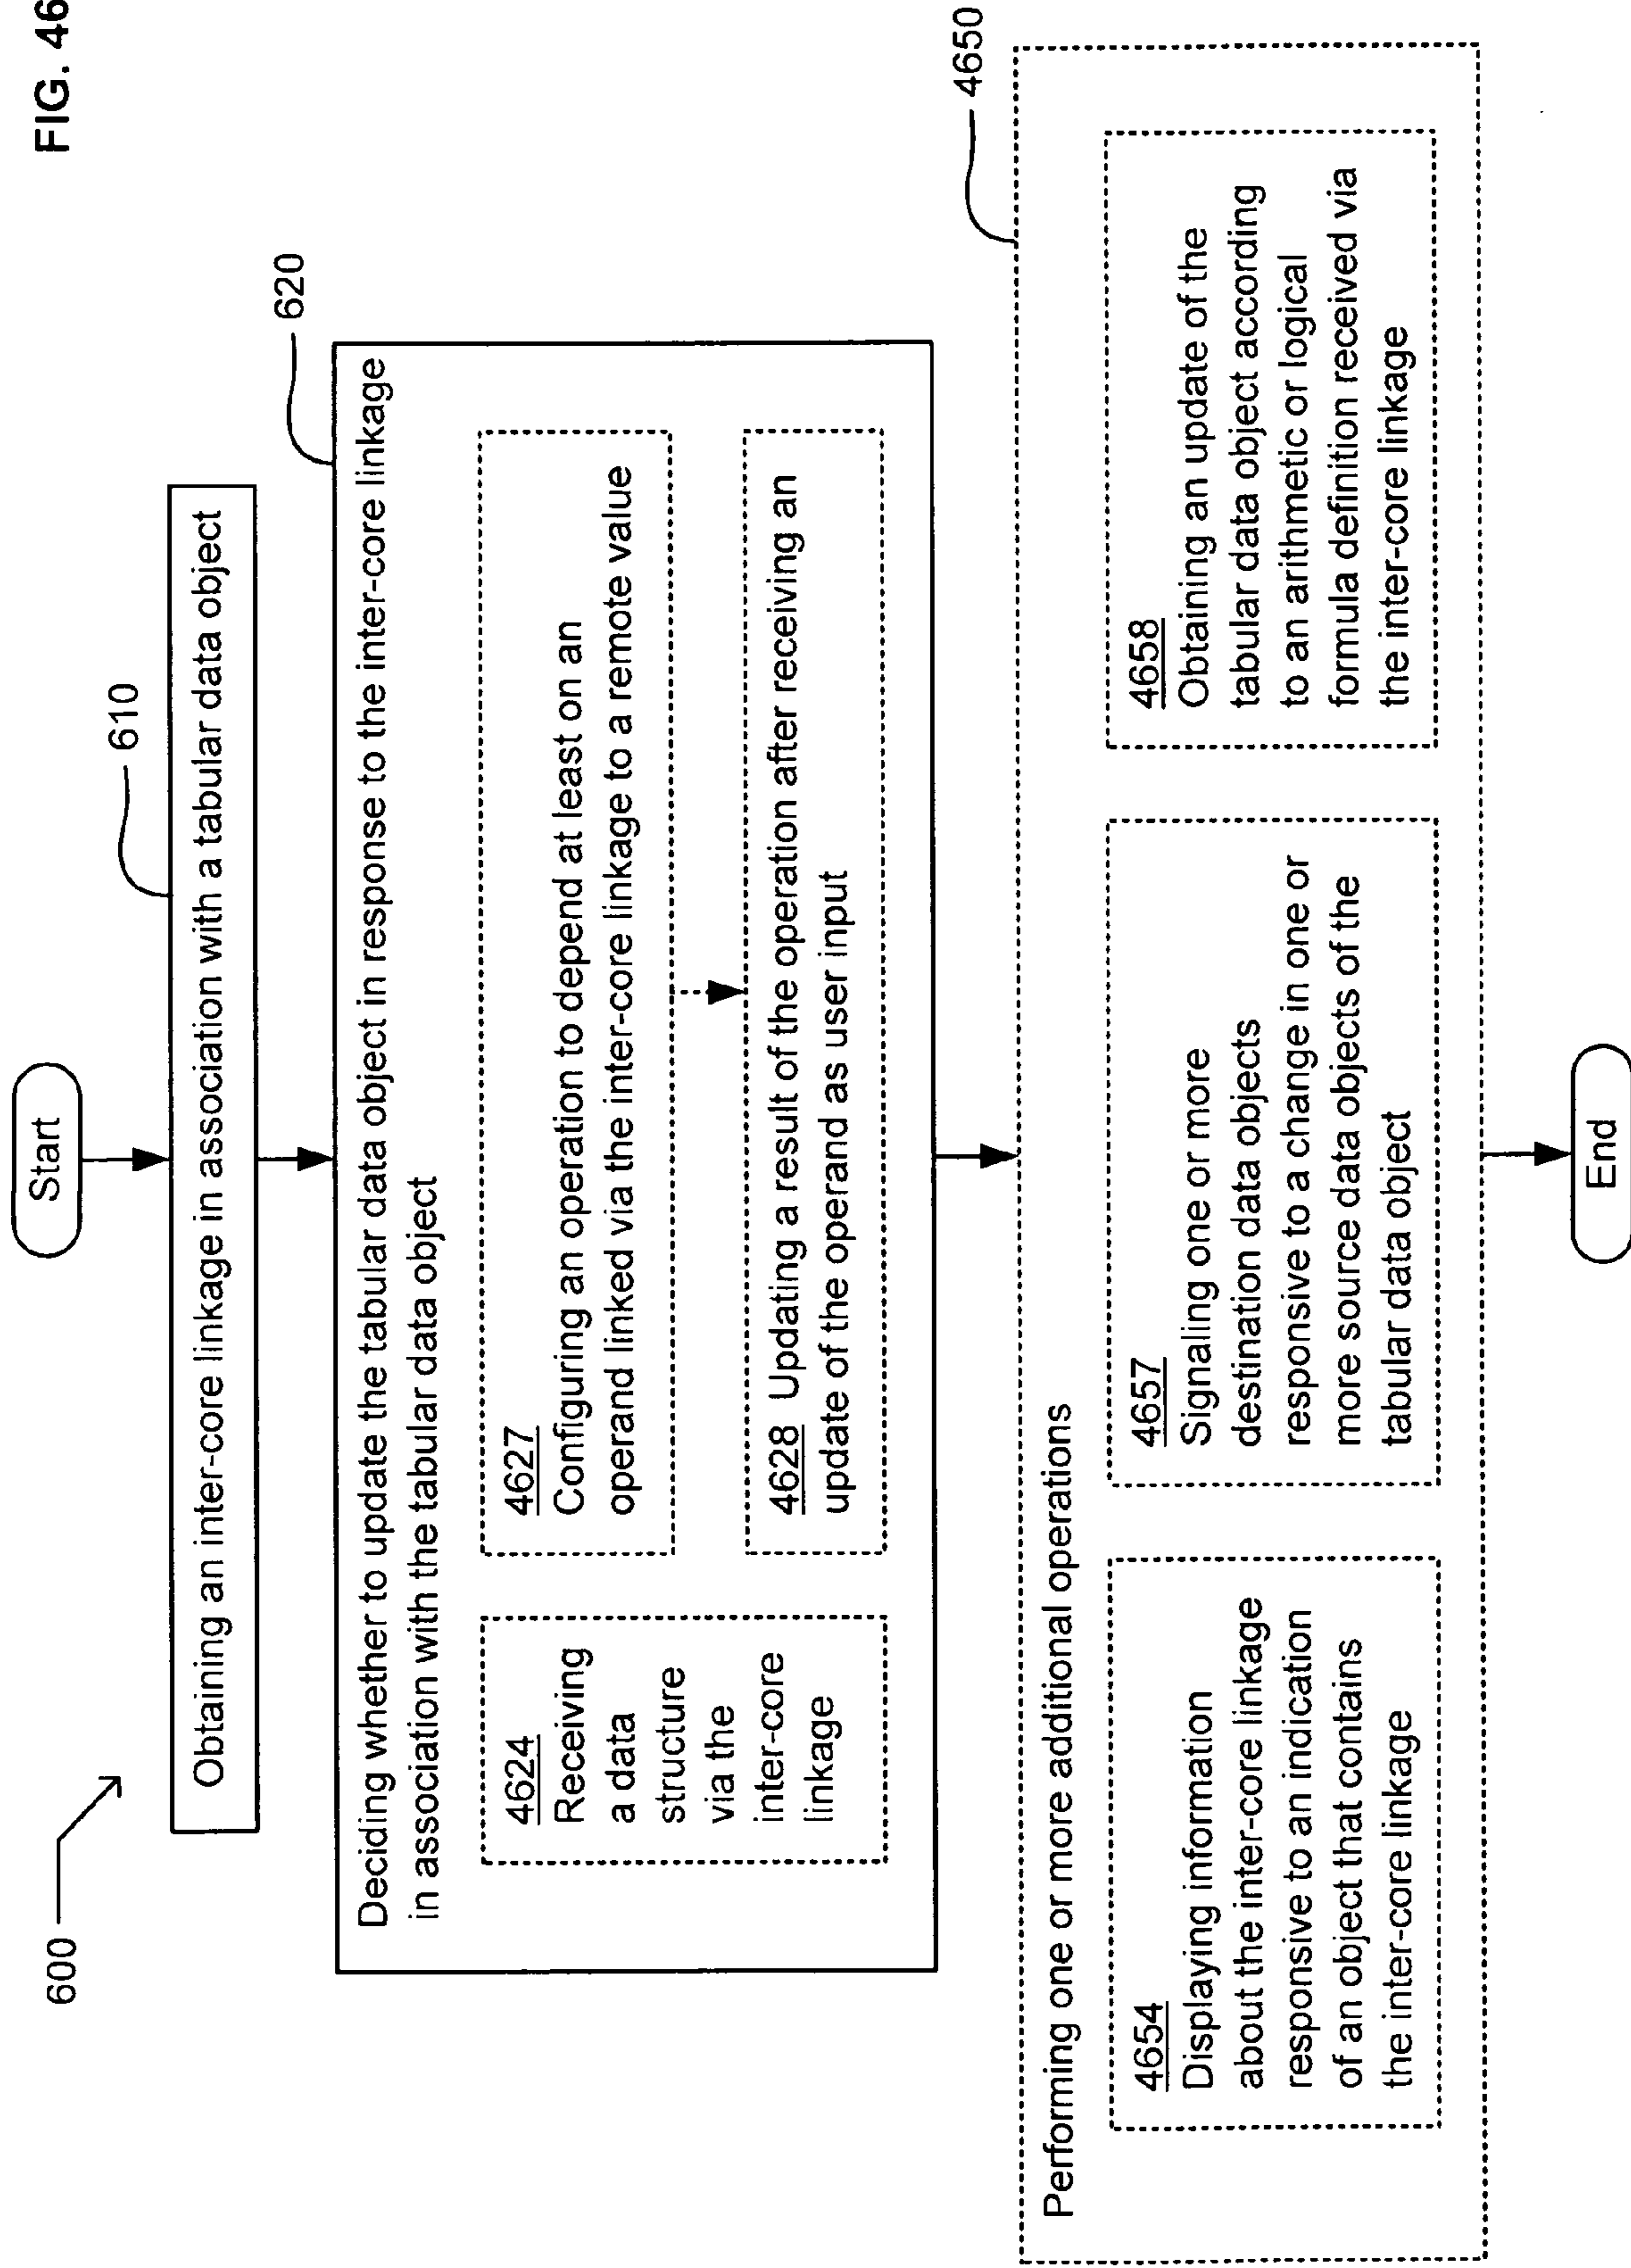 FIG. 46
600
Start
610
Obtaining an inter-core linkage in association with a tabular data object
620
Deciding whether to update the tabular data object in response to the inter-core linkage
in association with the tabular data object
4624
Receiving
a data
structure
via the
inter-core
linkage
4627
Configuring an operation to depend at least on an
operand linked via the inter-core linkage to a remote value
4628 Updating a result of the operation after receiving an
update of the operand as user input
4650
Performing one or more additional operations
4654
Displaying information
about the inter-core linkage
responsive to an indication
of an object that contains
the inter-core linkage
4657
Signaling one or more
destination data objects
responsive to a change in one or
more source data objects of the
tabular data object
4658
Obtaining an update of the
tabular data object according
to an arithmetic or logical
formula definition received via
the inter-core linkage
End